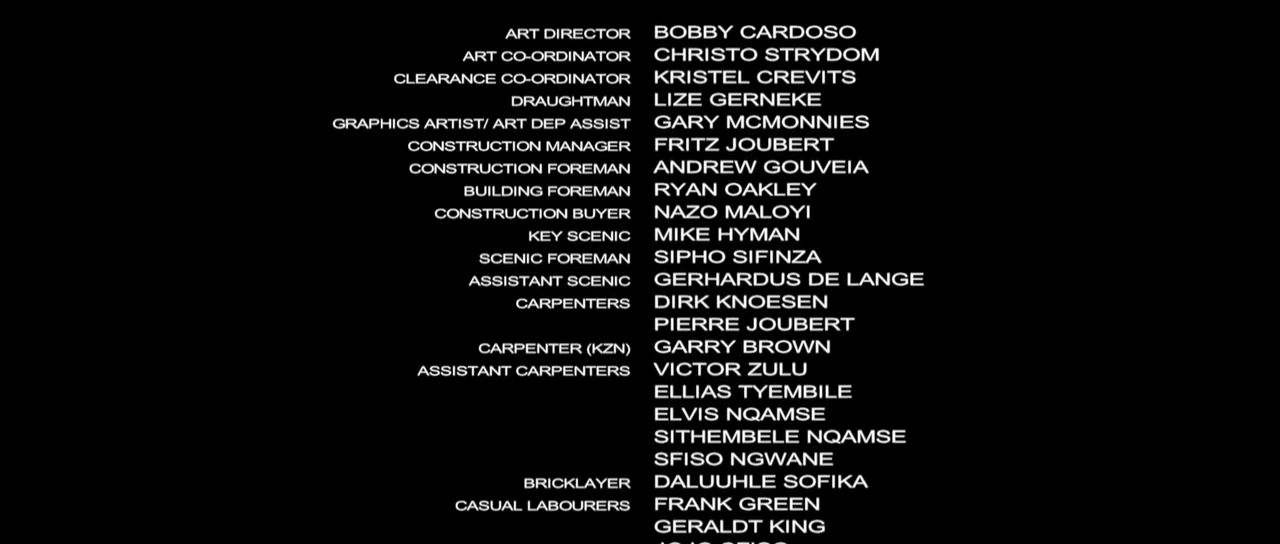 ART DIRECTOR BOBBY CARDOSO
ART CO-ORDINATOR CHRISTO STRYDOM
CLEARANCE CO-ORDINATOR KRISTEL CREVITS
DRAUGHTMAN LIZE GERNEKE
GRAPHICS ARTIST/ ART DEP ASSIST GARY MCMONNIES
CONSTRUCTION MANAGER FRITZ JOUBERT
CONSTRUCTION FOREMAN ANDREW GOUVEIA
BUILDING FOREMAN RYAN OAKLEY
CONSTRUCTION BUYER NAZO MALOYI
KEY SCENIC MIKE HYMAN
SCENIC FOREMAN SIPHO SIFINZA
ASSISTANT SCENIC GERHARDUS DE LANGE
CARPENTERS DIRK KNOESEN
PIERRE JOUBERT
CARPENTER (KZN) GARRY BROWN
ASSISTANT CARPENTERS VICTOR ZULU
ELLIAS TYEMBILE
ELVIS NQAMSE
SITHEMBELE NQAMSE
SFISO NGWANE
BRICKLAYER DALUUHLE SOFIKA
CASUAL LABOURERS FRANK GREEN
GERALDT KING